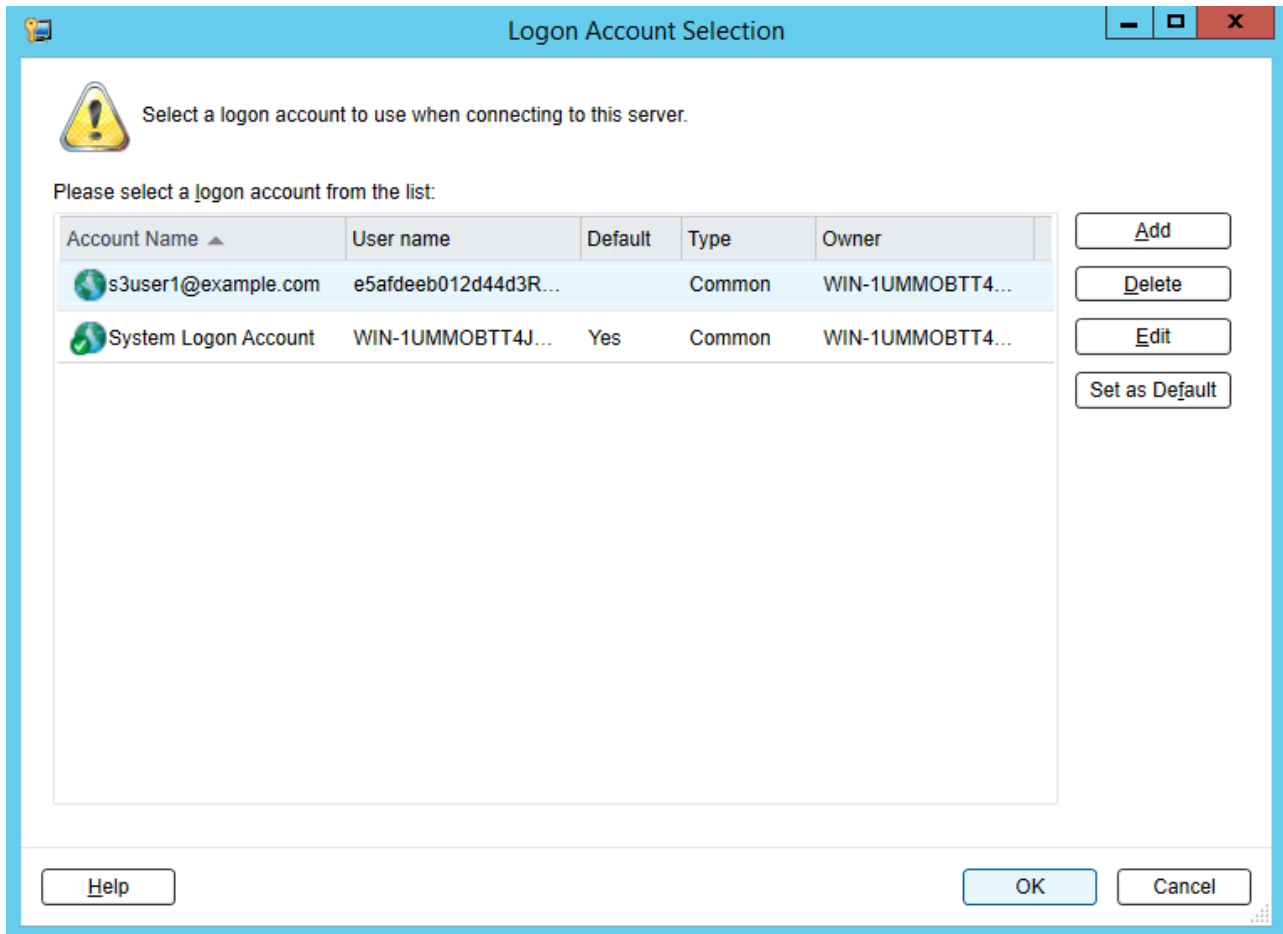 Logon Account Selection
Select a logon account to use when connecting to this server.
Please select a logon account from the list:
Account Name User name Default Type Owner
s3user1@example.com e5afdeeb012d44d3R... Common WIN-1UMMOBTT4...
System Logon Account WIN-1UMMOBTT4J... Yes Common WIN-1UMMOBTT4...
Add
Delete
Edit
Set as Default
Help OK Cancel